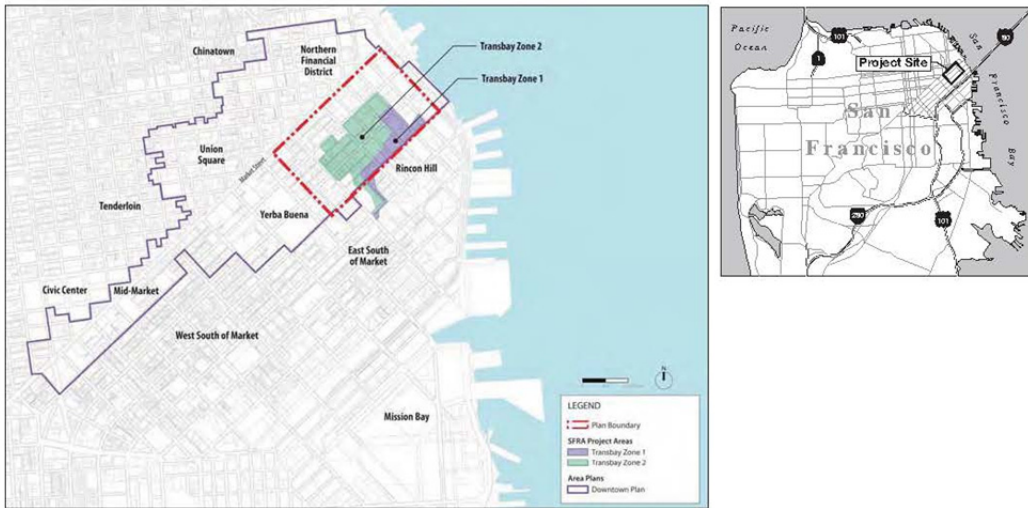 Chinatown
Northern
Financial
District
Transbay Zone 2
Transbay Zone 1
Union
Square
Market Street
Rincon Hill
Tenderloin
Yerba Buena
East South
of Market
Civic Center
Mid-Market
West South of Market
Mission Bay
N
LEGEND
Plan Boundary
SFRA Project Areas
Transbay Zone 1
Transbay Zone 2
Area Plans
Downtown Plan
Pacific
Ocean
101
1
San
80
Project Site
Francisco
San
Francisco
Bay
280
101